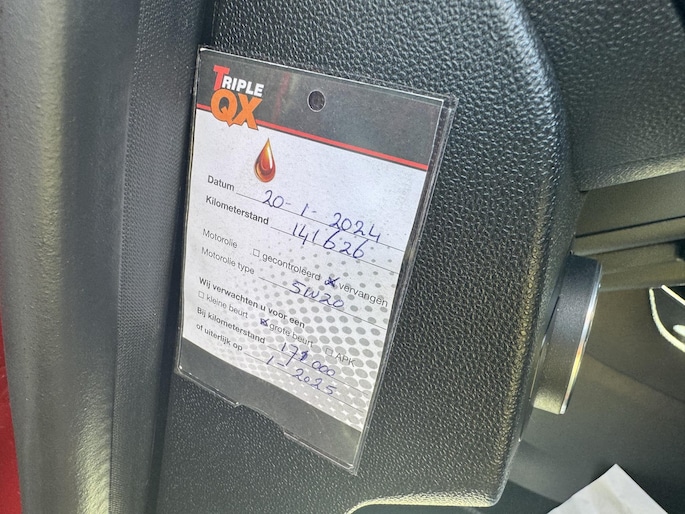 TRIPLE
QX
Datum 20-1-2024
Kilometerstand 141626
Motorolie □ gecontroleerd ☒ vervangen
Motorolie type 5W20
Wij verwachten u voor een
□ kleine beurt ☒ grote beurt □ APK
Bij kilometerstand 171000
of uiterlijk op 1-2025